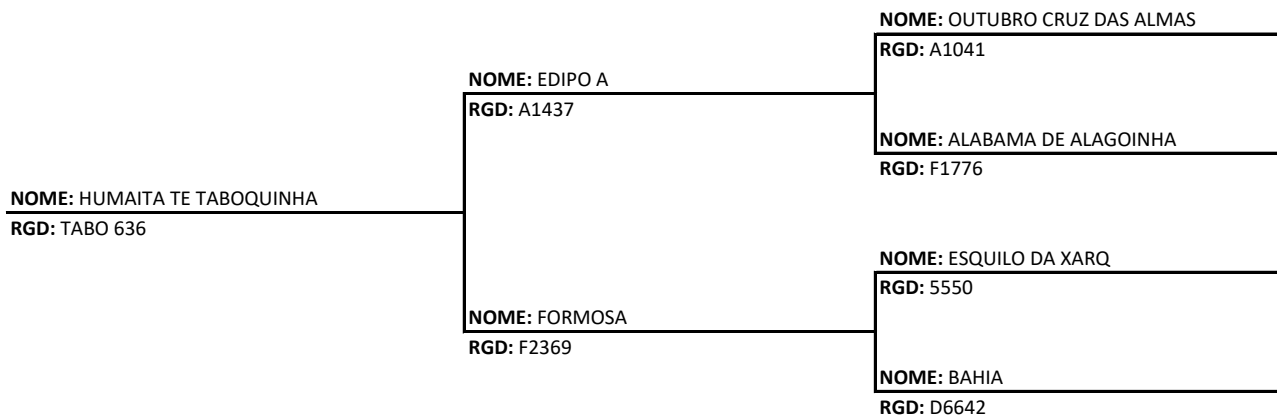 NOME: OUTUBRO CRUZ DAS ALMAS
RGD: A1041
NOME: EDIPO A
RGD: A1437
NOME: ALABAMA DE ALAGOINHA
RGD: F1776
NOME: HUMAITA TE TABOQUINHA
RGD: TABO 636
NOME: ESQUILO DA XARQ
RGD: 5550
NOME: FORMOSA
RGD: F2369
NOME: BAHIA
RGD: D6642